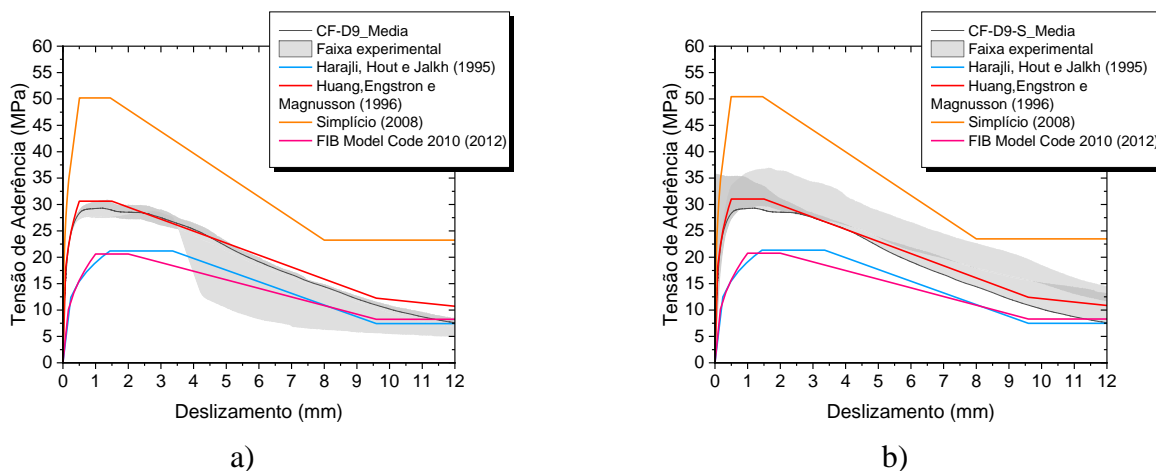 CF-D9_Media
Faixa experimental
Harajli, Hout e Jalkh (1995)
Huang,Engstron e
Magnusson (1996)
Simplício (2008)
FIB Model Code 2010 (2012)
60
55
50
45
40
35
30
25
20
15
10
5
0
Tensão de Aderência (MPa)
0 1 2 3 4 5 6 7 8 9 10 11 12
Deslizamento (mm)
a)
CF-D9-S_Media
Faixa experimental
Harajli, Hout e Jalkh (1995)
Huang,Engstron e
Magnusson (1996)
Simplício (2008)
FIB Model Code 2010 (2012)
60
55
50
45
40
35
30
25
20
15
10
5
0
Tensão de Aderência (MPa)
0 1 2 3 4 5 6 7 8 9 10 11 12
Deslizamento (mm)
b)